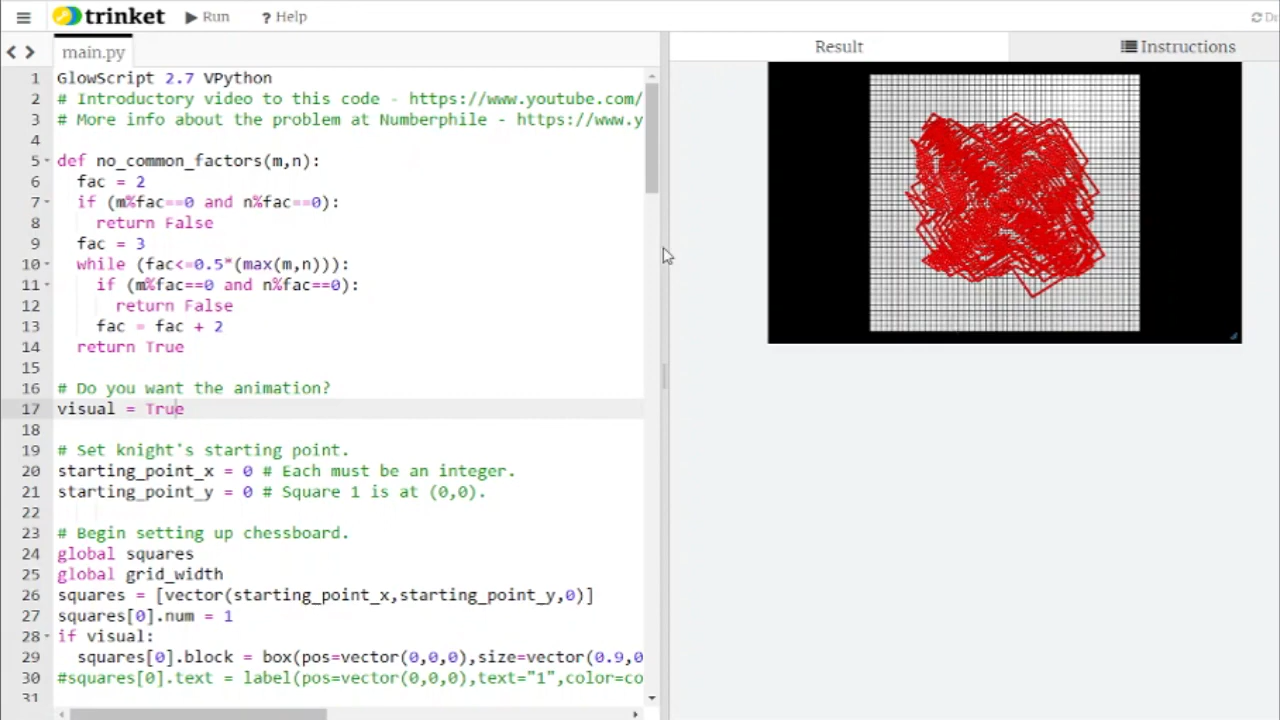 trinket
Run
? Help
Dr
main.py
Result
Instructions
1 GlowScript 2.7 VPython
2 # Introductory video to this code - https://www.youtube.com/
3 # More info about the problem at Numberphile - https://www.y
4
5 def no_common_factors(m,n):
6 fac = 2
7 if (m%fac==0 and n%fac==0):
8 return False
9 fac = 3
10 while (fac<=0.5*(max(m,n))):
11 if (m%fac==0 and n%fac==0):
12 return False
13 fac = fac + 2
14 return True
15
16 # Do you want the animation?
17 visual = True
18
19 # Set knight's starting point.
20 starting_point_x = 0 # Each must be an integer.
21 starting_point_y = 0 # Square 1 is at (0,0).
22
23 # Begin setting up chessboard.
24 global squares
25 global grid_width
26 squares = [vector(starting_point_x,starting_point_y,0)]
27 squares[0].num = 1
28 if visual:
29 squares[0].block = box(pos=vector(0,0,0),size=vector(0.9,0
30 #squares[0].text = label(pos=vector(0,0,0),text="1",color=co
31